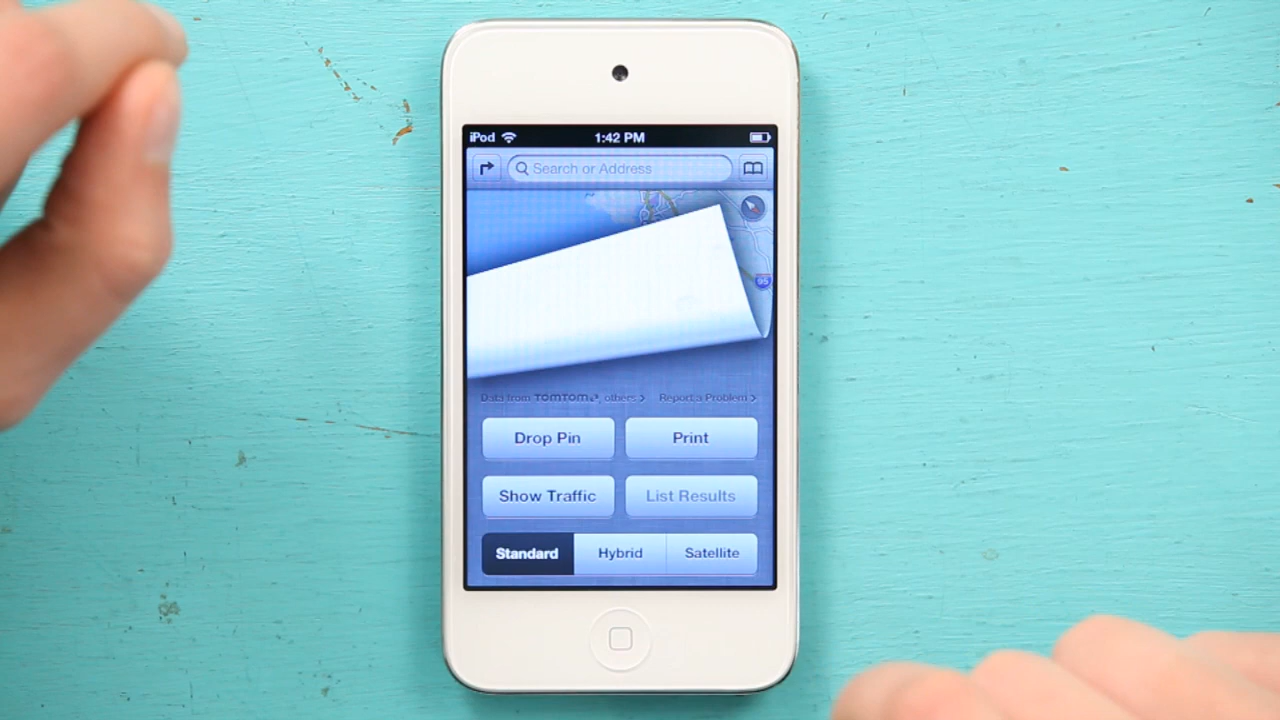 iPod 1:42 PM
Search or Address
95
Data from TomTom, others > Report a Problem >
Drop Pin Print
Show Traffic List Results
Standard Hybrid Satellite